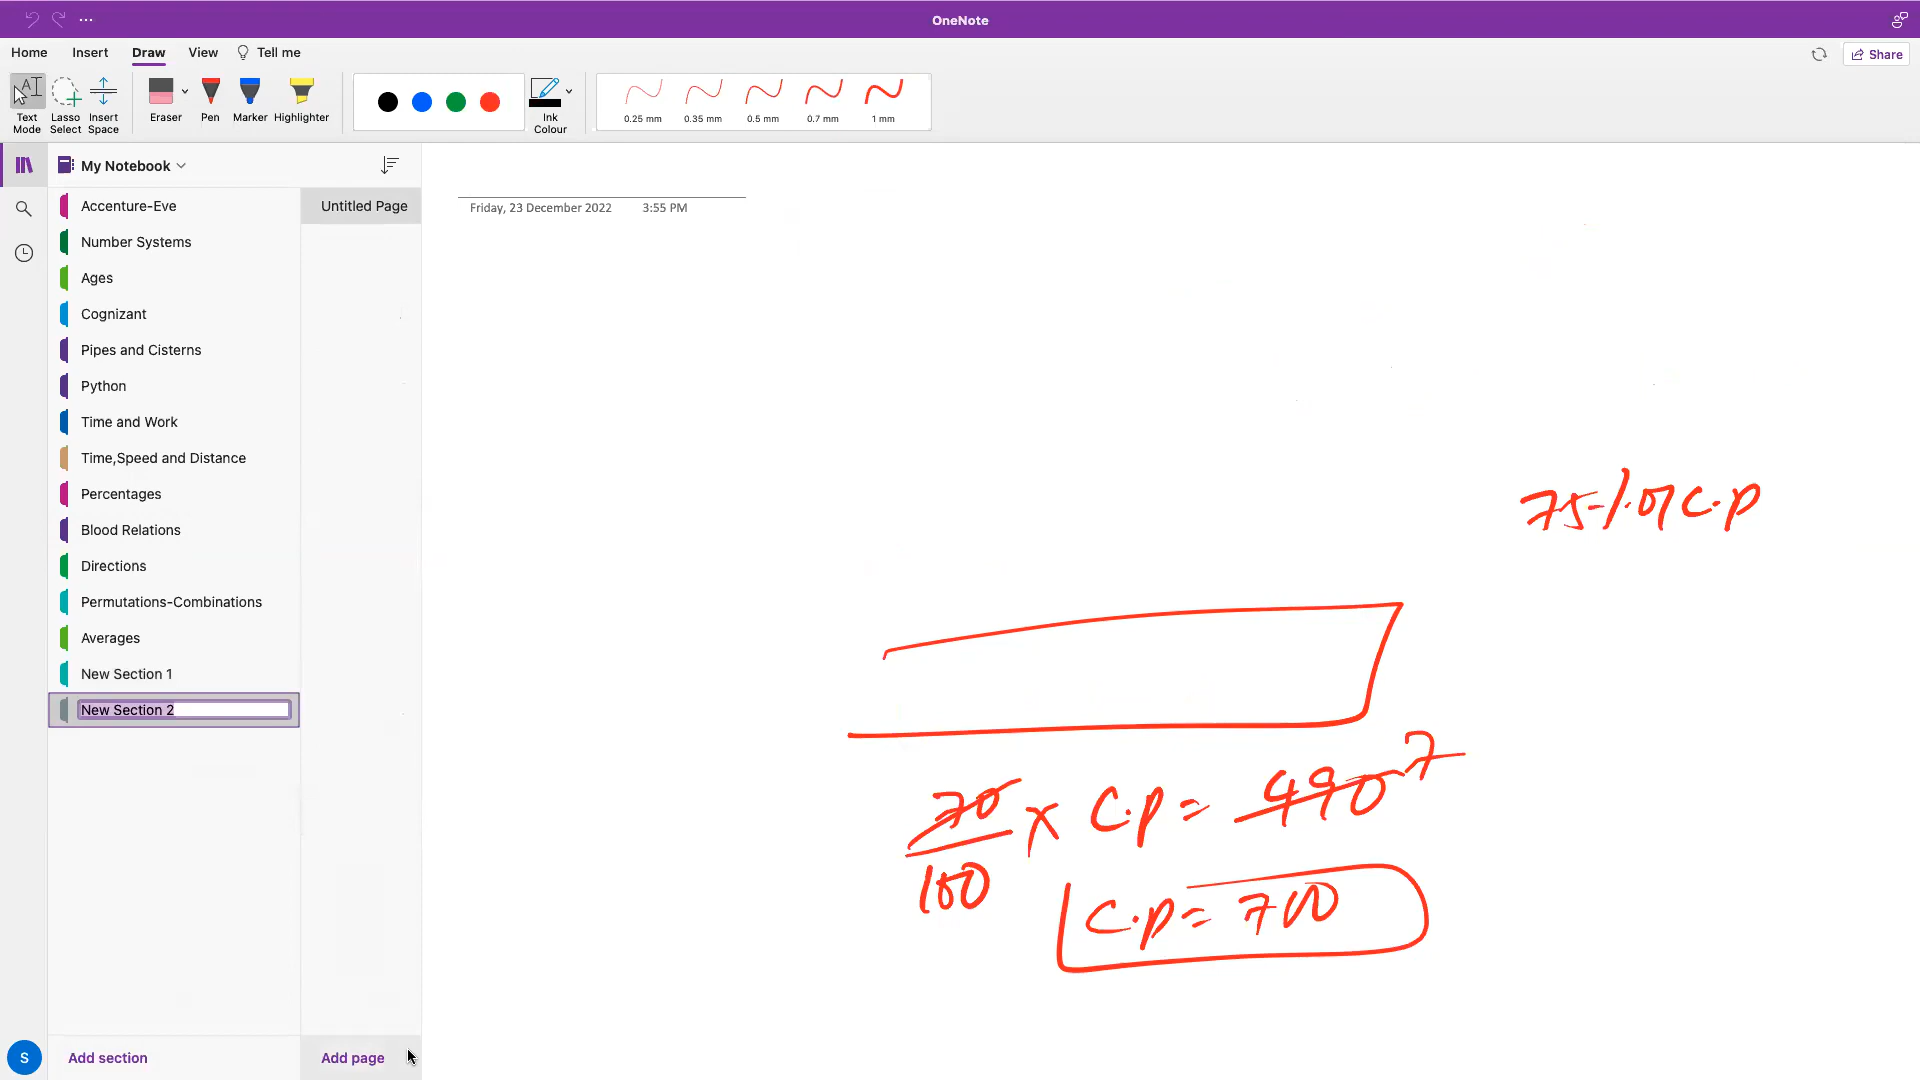 OneNote
Home Insert Draw View Tell me
Share
Text Mode
Lasso Select
Insert Space
Eraser
Pen
Marker
Highlighter
Ink Colour
0.25 mm 0.35 mm 0.5 mm 0.7 mm 1 mm
My Notebook
Accenture-Eve
Number Systems
Ages
Cognizant
Pipes and Cisterns
Python
Time and Work
Time,Speed and Distance
Percentages
Blood Relations
Directions
Permutations-Combinations
Averages
New Section 1
New Section 2
Untitled Page
Friday, 23 December 2022 3:55 PM
75% of C.P
70/100 x C.P = 490 7
C.P = 700
S
Add section
Add page